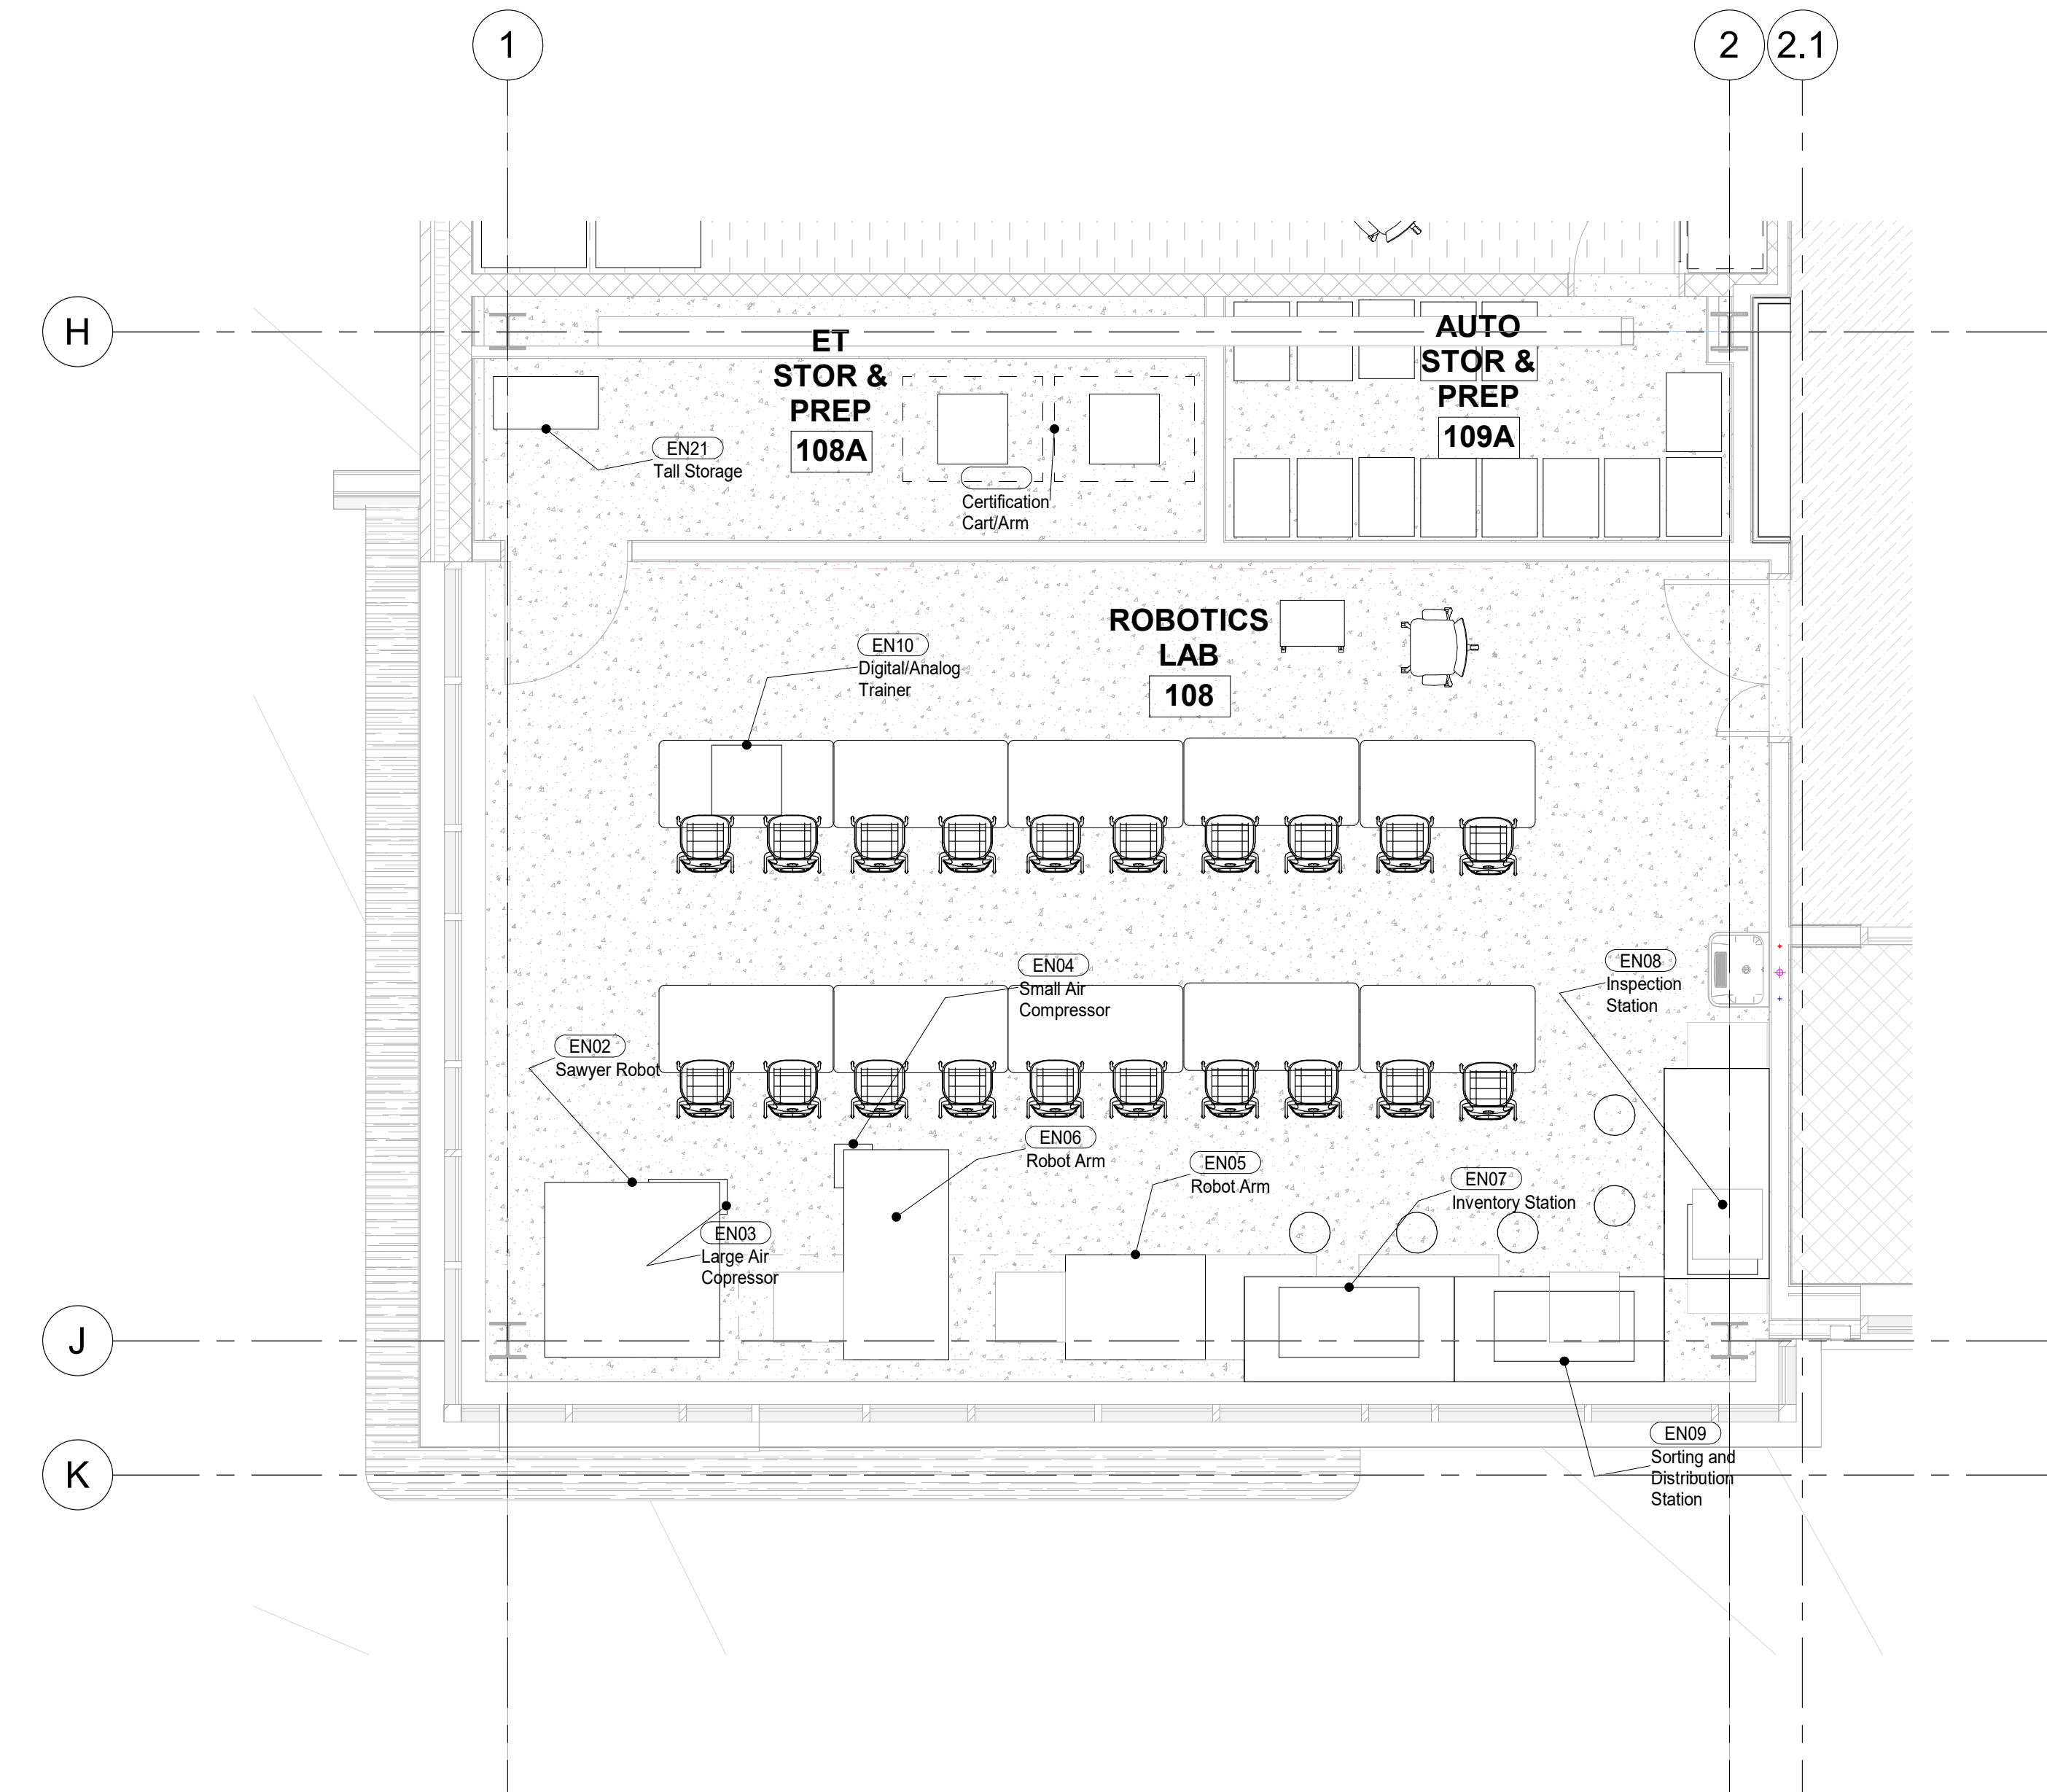 1
2
2.1
H
ET
STOR &
PREP
108A
AUTO
STOR &
PREP
109A
EN21
Tall Storage
Certification
Cart/Arm
ROBOTICS
LAB
108
EN10
Digital/Analog
Trainer
EN04
Small Air
Compressor
EN08
Inspection
Station
EN02
Sawyer Robot
EN06
Robot Arm
EN05
Robot Arm
EN07
Inventory Station
EN03
Large Air
Copressor
J
K
EN09
Sorting and
Distribution
Station